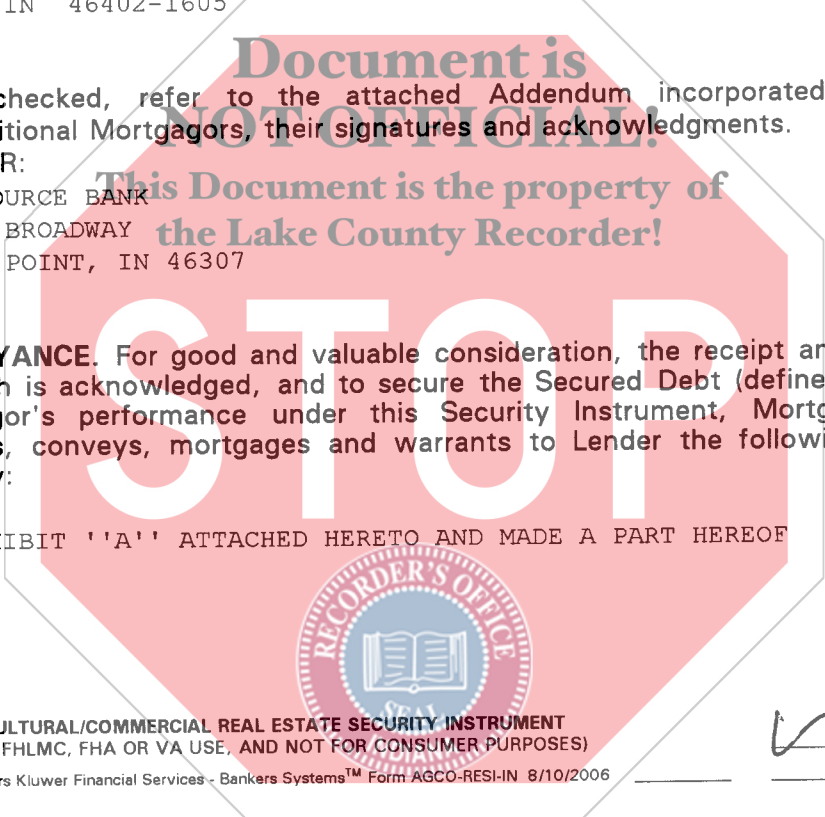 IN 46402-1605
Document is
checked, refer to the attached Addendum incorporated
NOT OFFICIAL!
itional Mortgagors, their signatures and acknowledgments.
R:
This Document is the property of
OURCE BANK
the Lake County Recorder!
BROADWAY
POINT, IN 46307
STOP
YANCE. For good and valuable consideration, the receipt an
h is acknowledged, and to secure the Secured Debt (define
gor's performance under this Security Instrument, Mortg
s, conveys, mortgages and warrants to Lender the followi
y:
IBIT ''A'' ATTACHED HERETO AND MADE A PART HEREOF
RECORDER'S OFFICE
SEAL
INDIANA
ULTURAL/COMMERCIAL REAL ESTATE SECURITY INSTRUMENT
FHLMC, FHA OR VA USE, AND NOT FOR CONSUMER PURPOSES)
rs Kluwer Financial Services - Bankers Systems™ Form AGCO-RESI-IN 8/10/2006